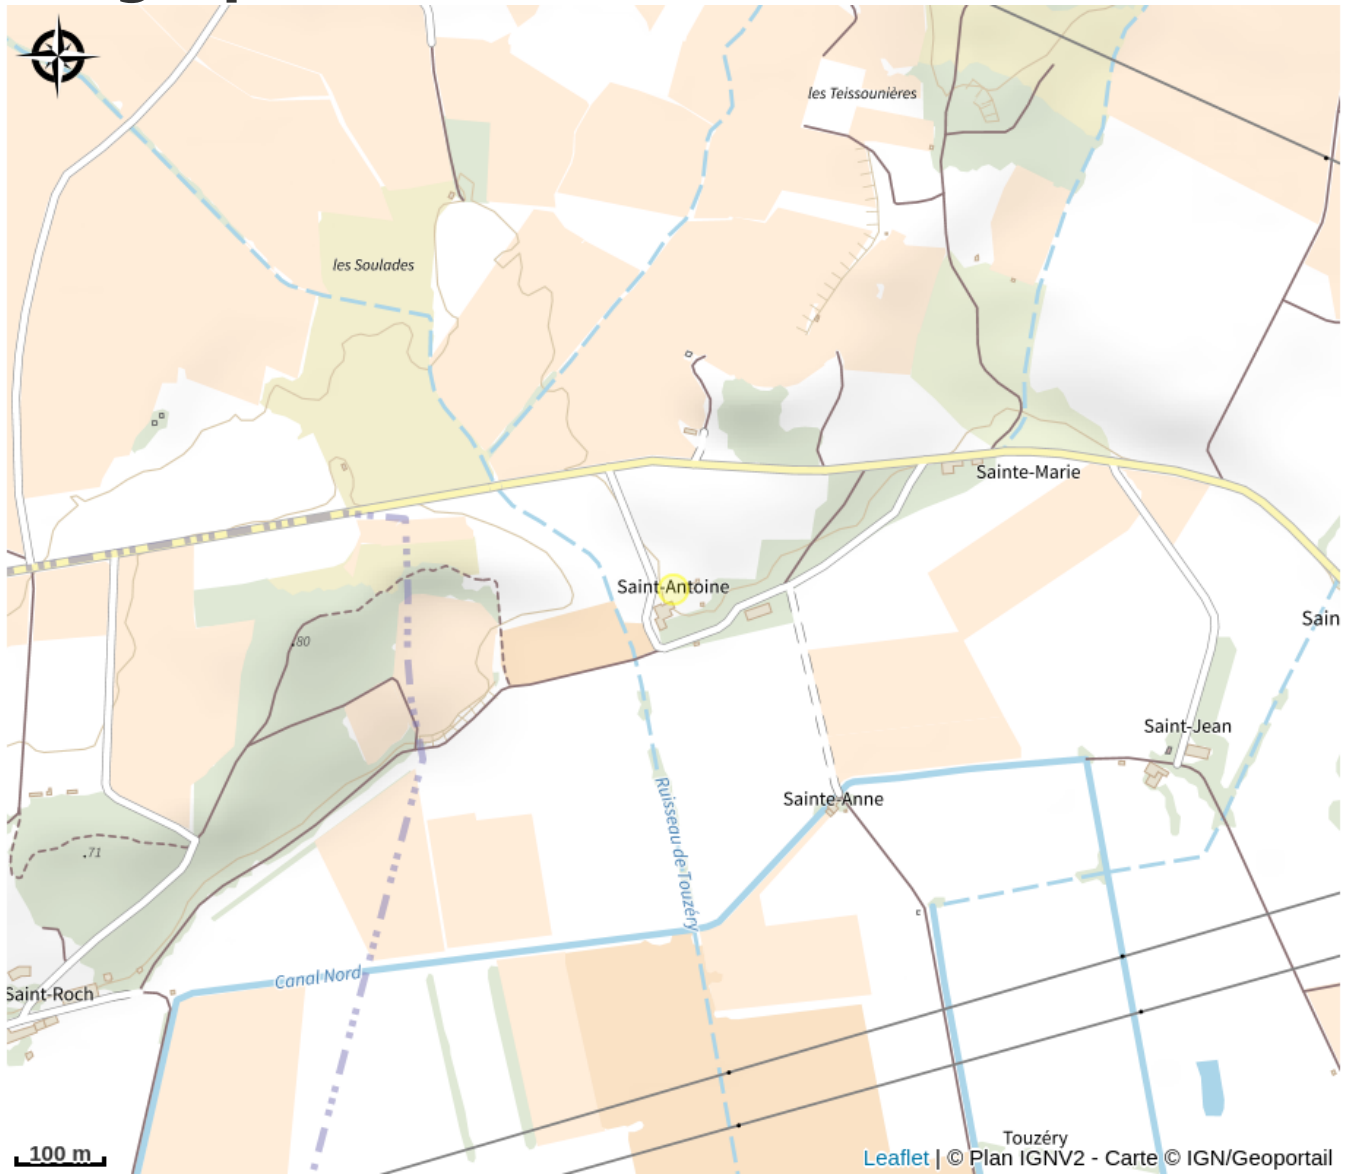 les Teissounières
les Soulades
Sainte-Marie
Saint-Antoine
Sain
80
Saint-Jean
Ruisseau de Touzéry
Sainte-Anne
71
Canal Nord
Saint-Roch
Touzéry
100 m
Leaflet | © Plan IGNV2 - Carte © IGN/Geoportail